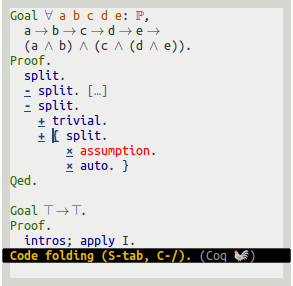 Goal ∀ a b c d e: ℙ,
a → b → c → d → e →
(a ∧ b) ∧ (c ∧ (d ∧ e)).
Proof.
split.
- split. […]
- split.
+ trivial.
+ { split.
× assumption.
× auto. }
Qed.
Goal ⊤ → ⊤.
Proof.
intros; apply I.
Code folding (S-tab, C-/). (Coq 🐓)